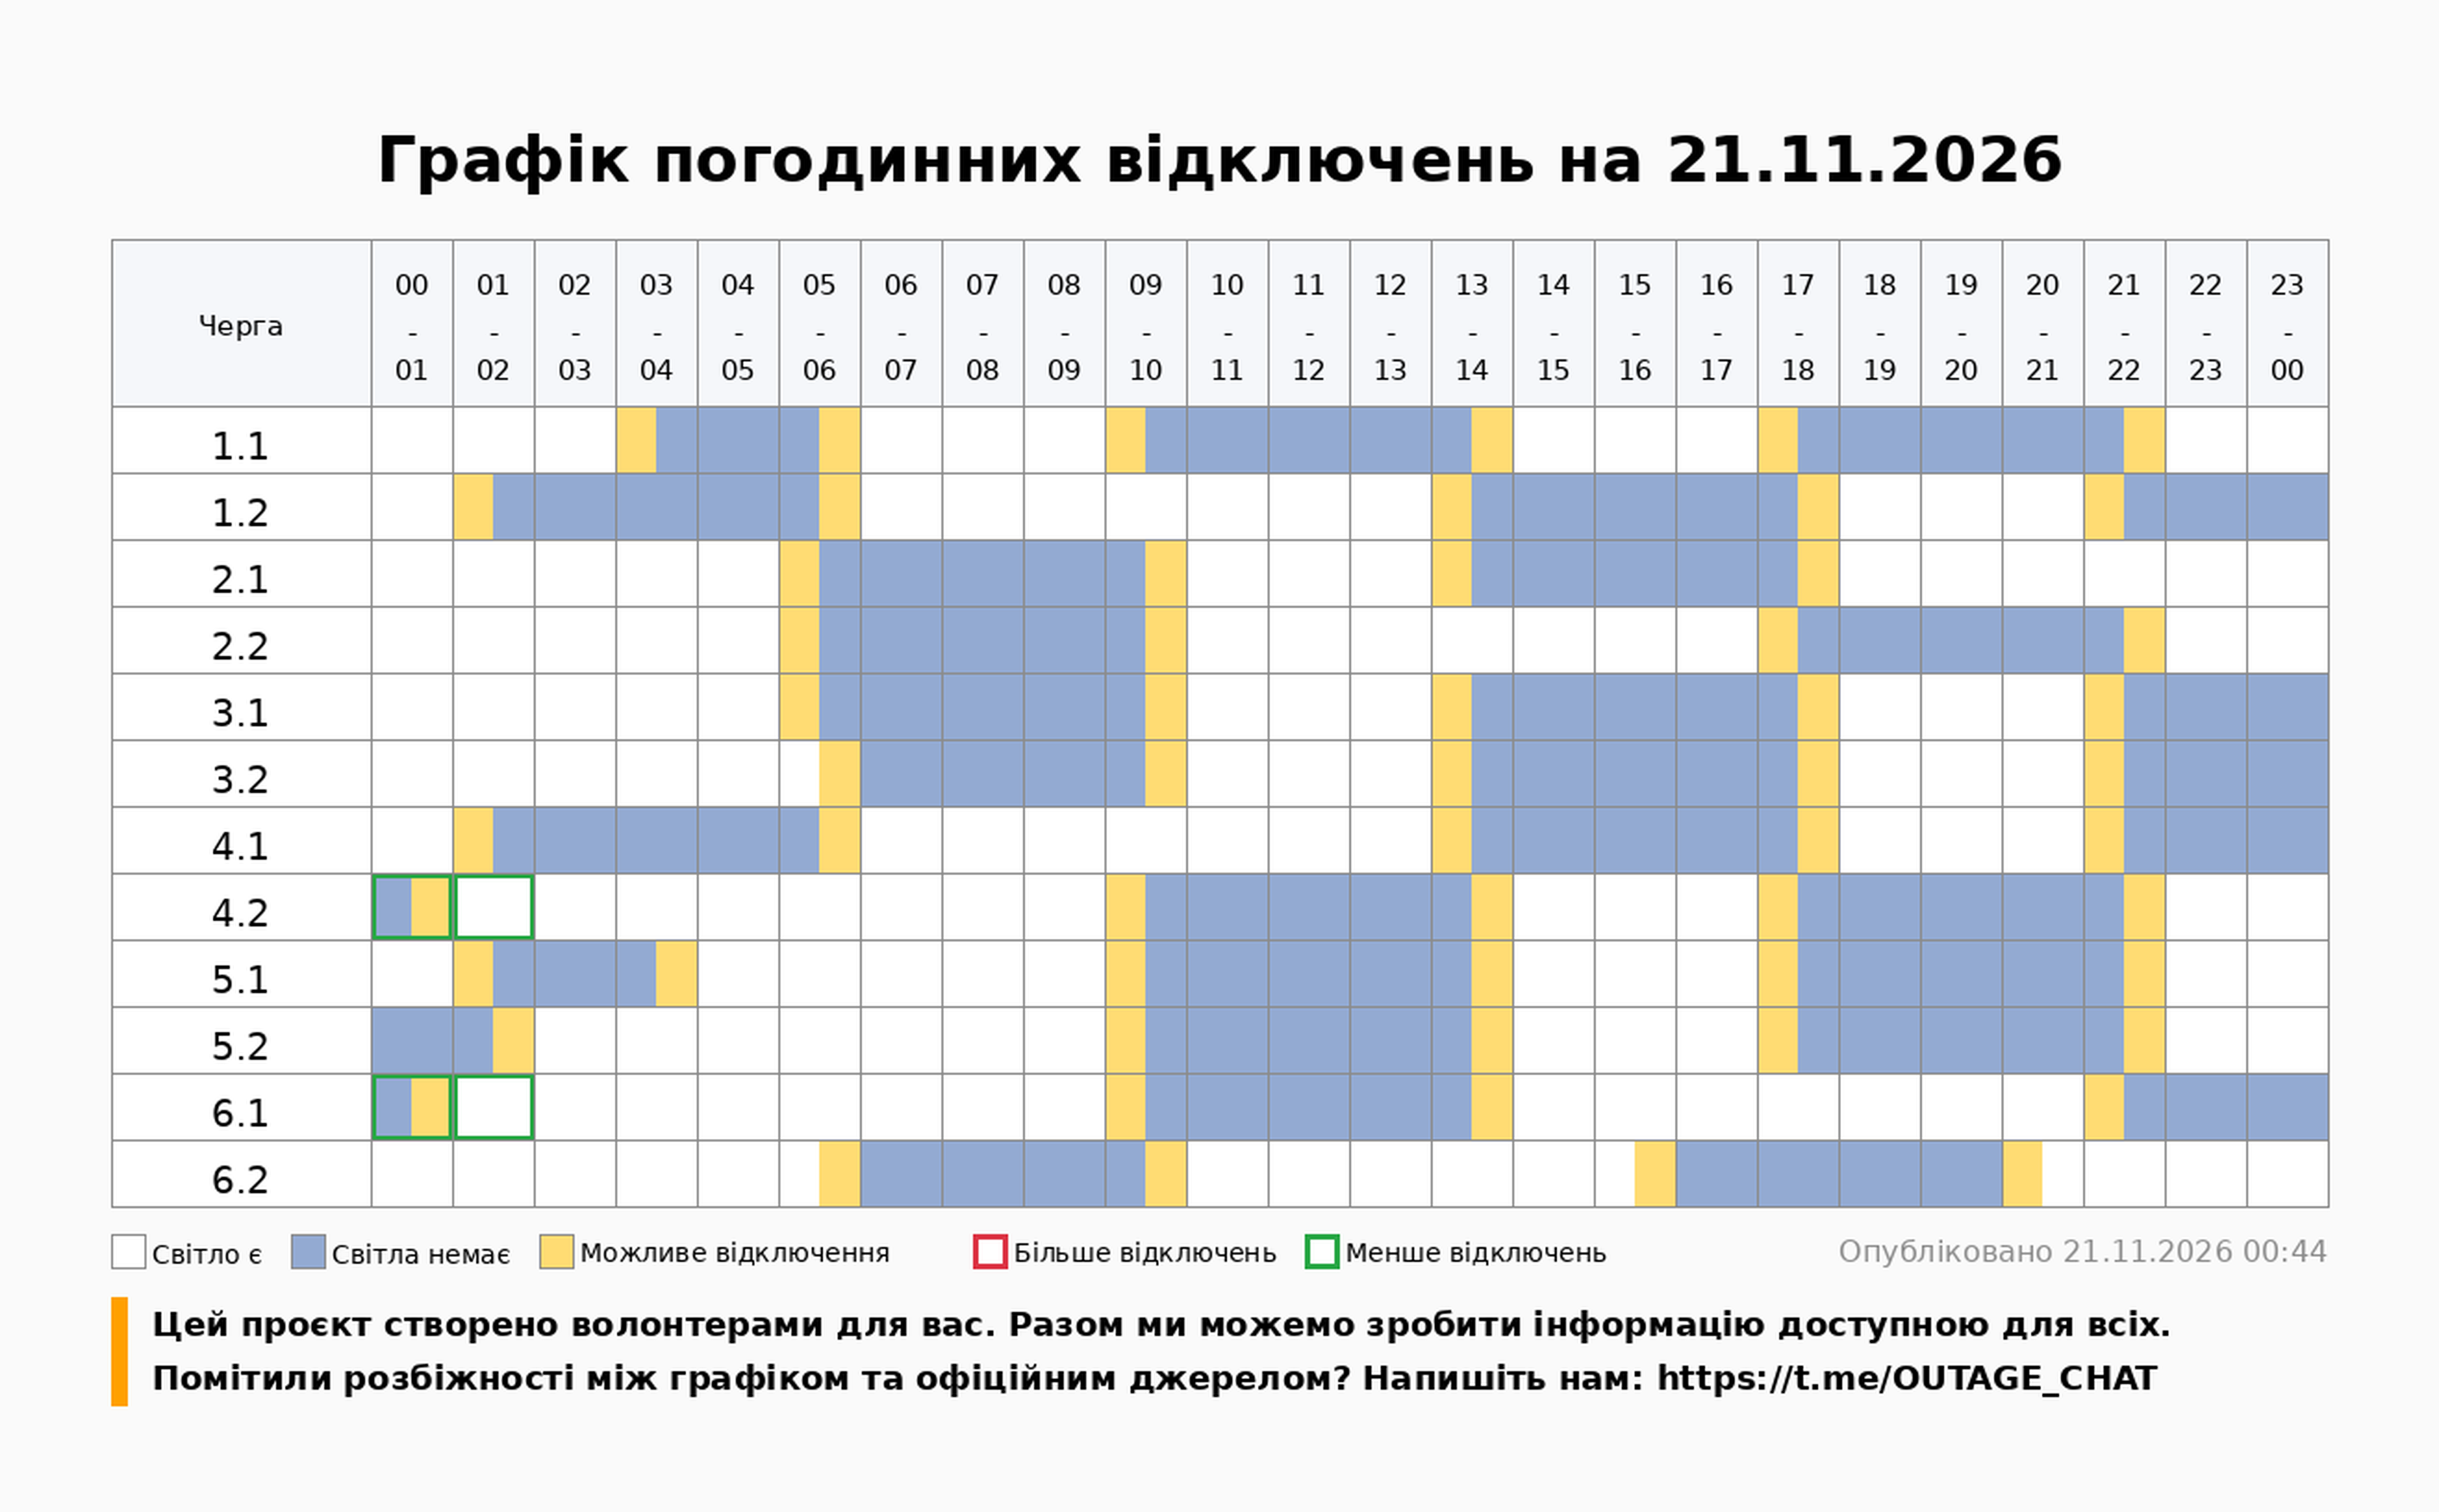 Графік погодинних відключень на 21.11.2026
Черга
00 - 01
01 - 02
02 - 03
03 - 04
04 - 05
05 - 06
06 - 07
07 - 08
08 - 09
09 - 10
10 - 11
11 - 12
12 - 13
13 - 14
14 - 15
15 - 16
16 - 17
17 - 18
18 - 19
19 - 20
20 - 21
21 - 22
22 - 23
23 - 00
1.1
1.2
2.1
2.2
3.1
3.2
4.1
4.2
5.1
5.2
6.1
6.2
Світло є Світла немає Можливе відключення Більше відключень Менше відключень Опубліковано 21.11.2026 00:44
Цей проєкт створено волонтерами для вас. Разом ми можемо зробити інформацію доступною для всіх.
Помітили розбіжності між графіком та офіційним джерелом? Напишіть нам: https://t.me/OUTAGE_CHAT